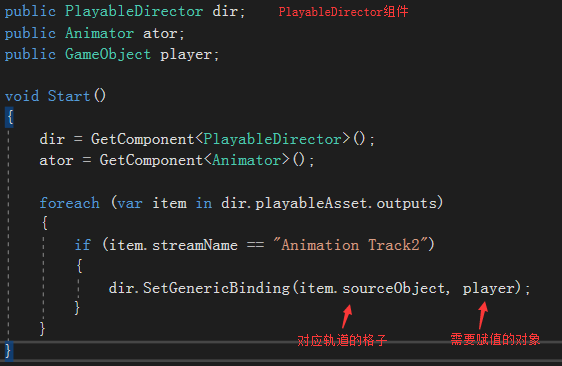 public PlayableDirector dir; PlayableDirector组件
public Animator ator;
public GameObject player;
void Start()
{
dir = GetComponent<PlayableDirector>();
ator = GetComponent<Animator>();
foreach (var item in dir.playableAsset.outputs)
{
if (item.streamName == "Animation Track2")
{
dir.SetGenericBinding(item.sourceObject, player);
}
对应轨道的格子 需要赋值的对象
}
}